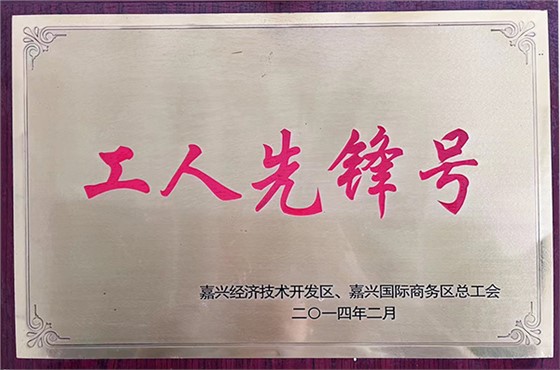 工人先锋号
嘉兴经济技术开发区、嘉兴国际商务区总工会
二〇一四年二月